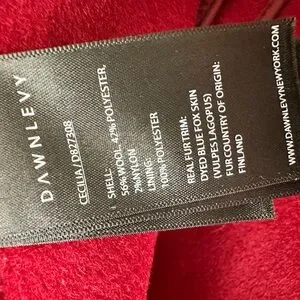 DAWNLEVY
CECILIA / D827308
SHELL:
56% WOOL, 42% POLYESTER,
2% NYLON
LINING:
100% POLYESTER
REAL FUR TRIM:
DYED BLUE FOX SKIN
(VULPES LAGOPUS)
FUR COUNTRY OF ORIGIN:
FINLAND
WWW.DAWNLEVYNEWYORK.COM